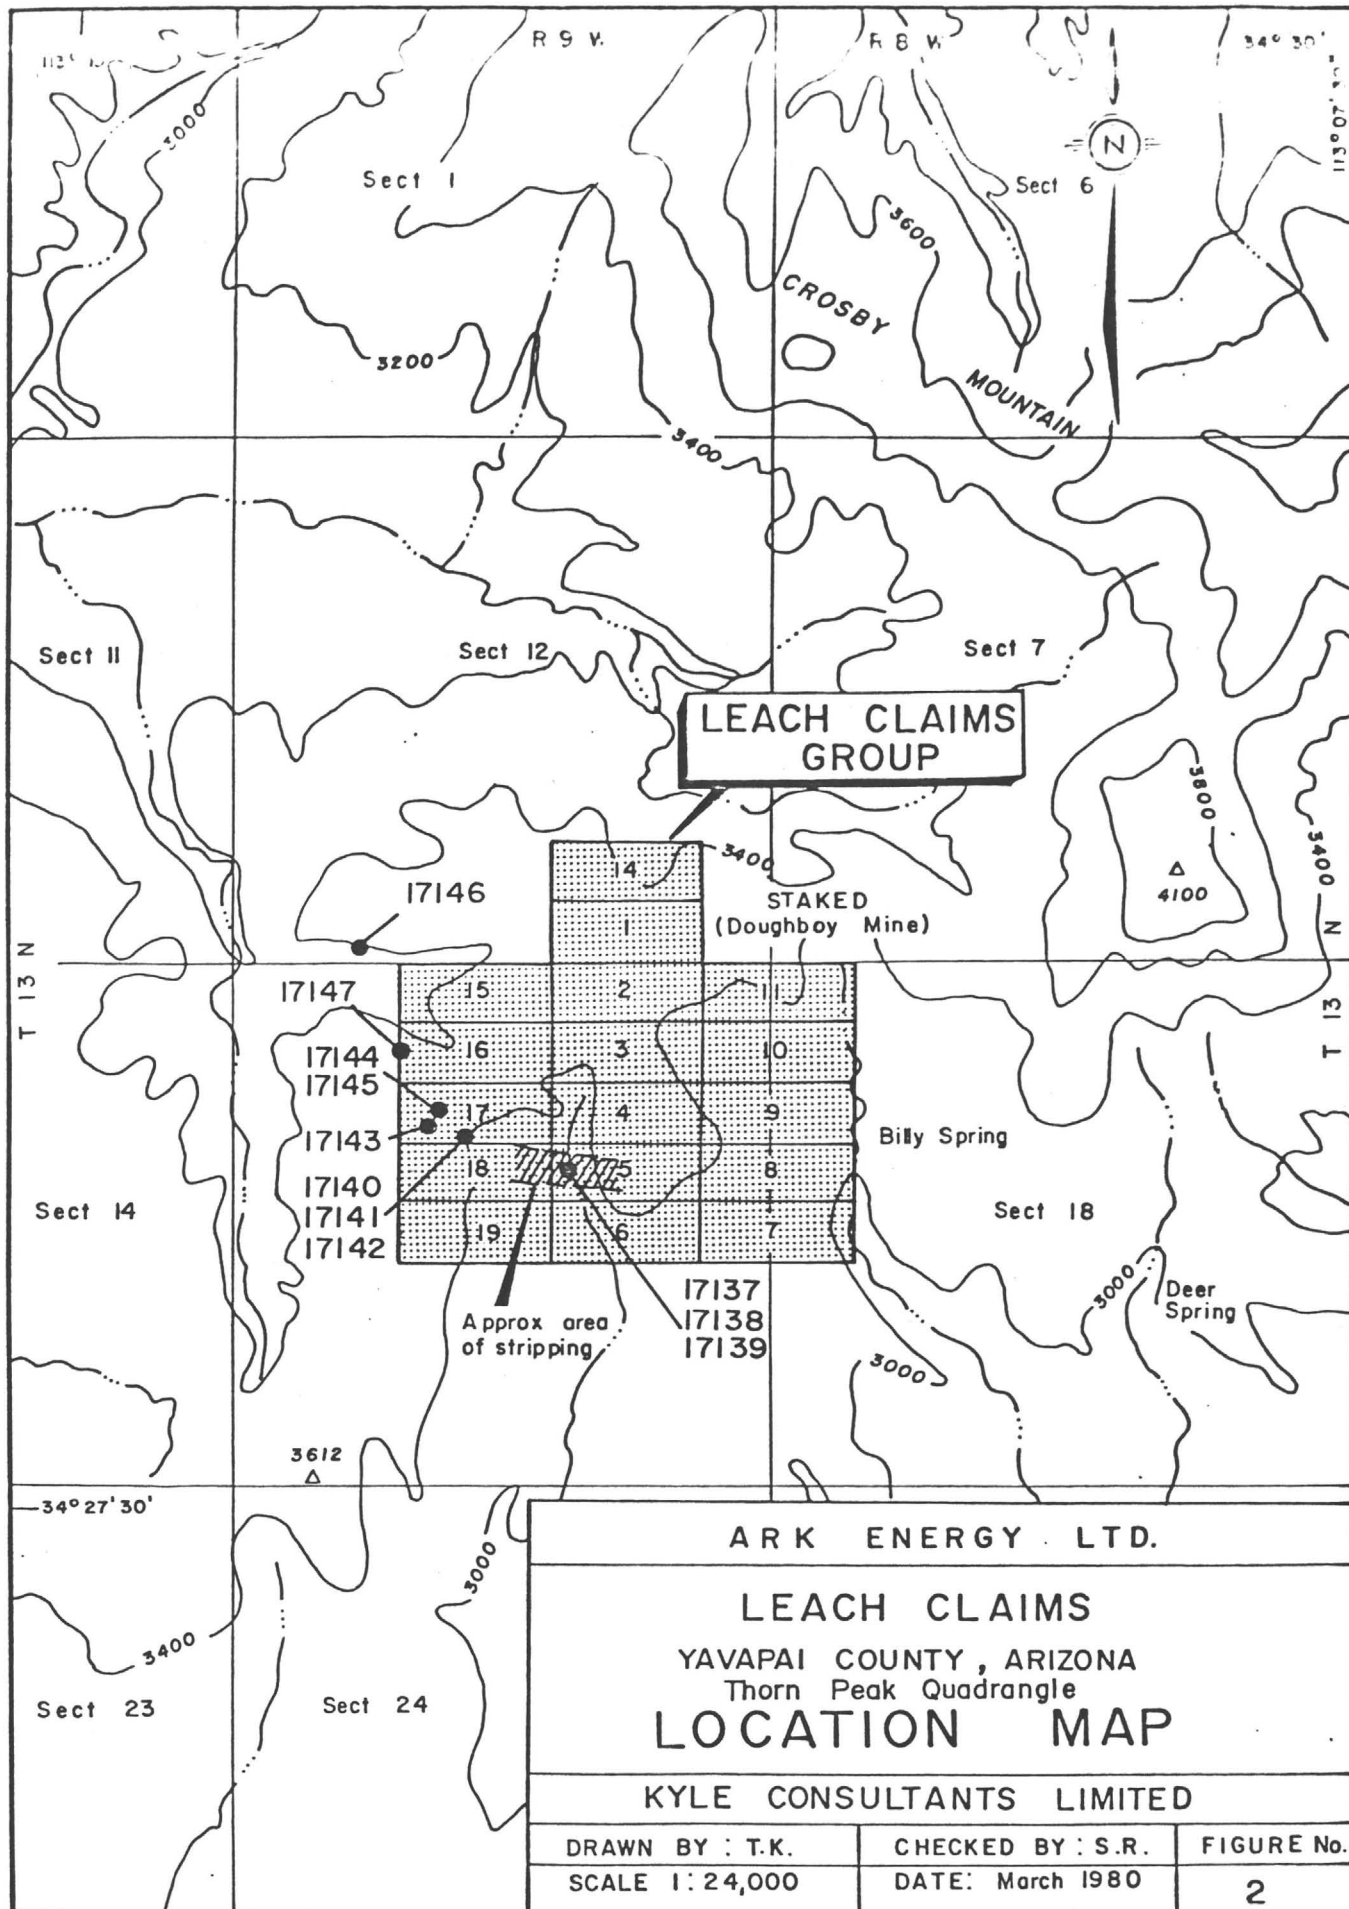 R 9 W
R 8 W
34° 30'
3000
Sect 1
Sect 6
N
3600
CROSBY
MOUNTAIN
3200
3400
Sect 11
Sect 12
Sect 7
LEACH CLAIMS
GROUP
3800
3400
4100
14
3400
17146
STAKED
(Doughboy Mine)
1
T 13 N
T 13 N
17147
15
2
11
16
3
10
17144
17145
17
4
9
17143
Billy Spring
18
5
8
17140
17141
17142
Sect 14
Sect 18
19
6
7
17137
17138
17139
Approx area
of stripping
3000
Deer
Spring
3000
3612
34° 27' 30'
3000
3400
Sect 23
Sect 24
ARK ENERGY LTD.
LEACH CLAIMS
YAVAPAI COUNTY, ARIZONA
Thorn Peak Quadrangle
LOCATION MAP
KYLE CONSULTANTS LIMITED
DRAWN BY : T.K.
CHECKED BY : S.R.
FIGURE No.
SCALE 1:24,000
DATE: March 1980
2